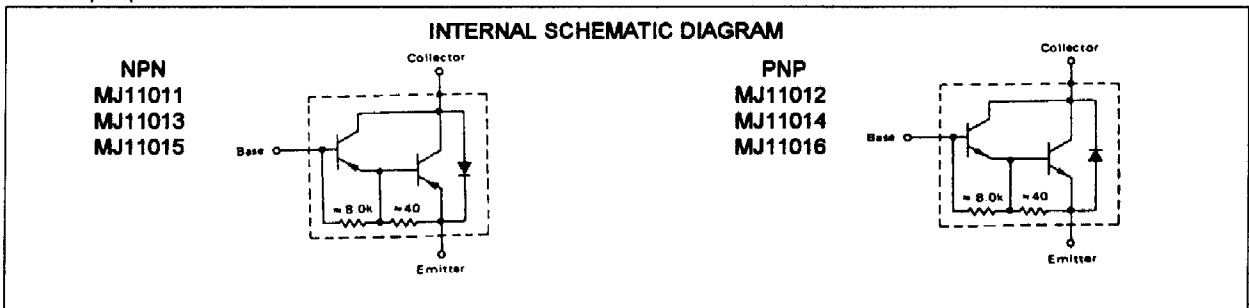 INTERNAL SCHEMATIC DIAGRAM
NPN
MJ11011
MJ11013
MJ11015
Collector
Base
≈ 8.0k
≈ 40
Emitter
PNP
MJ11012
MJ11014
MJ11016
Collector
Base
≈ 8.0k
≈ 40
Emitter